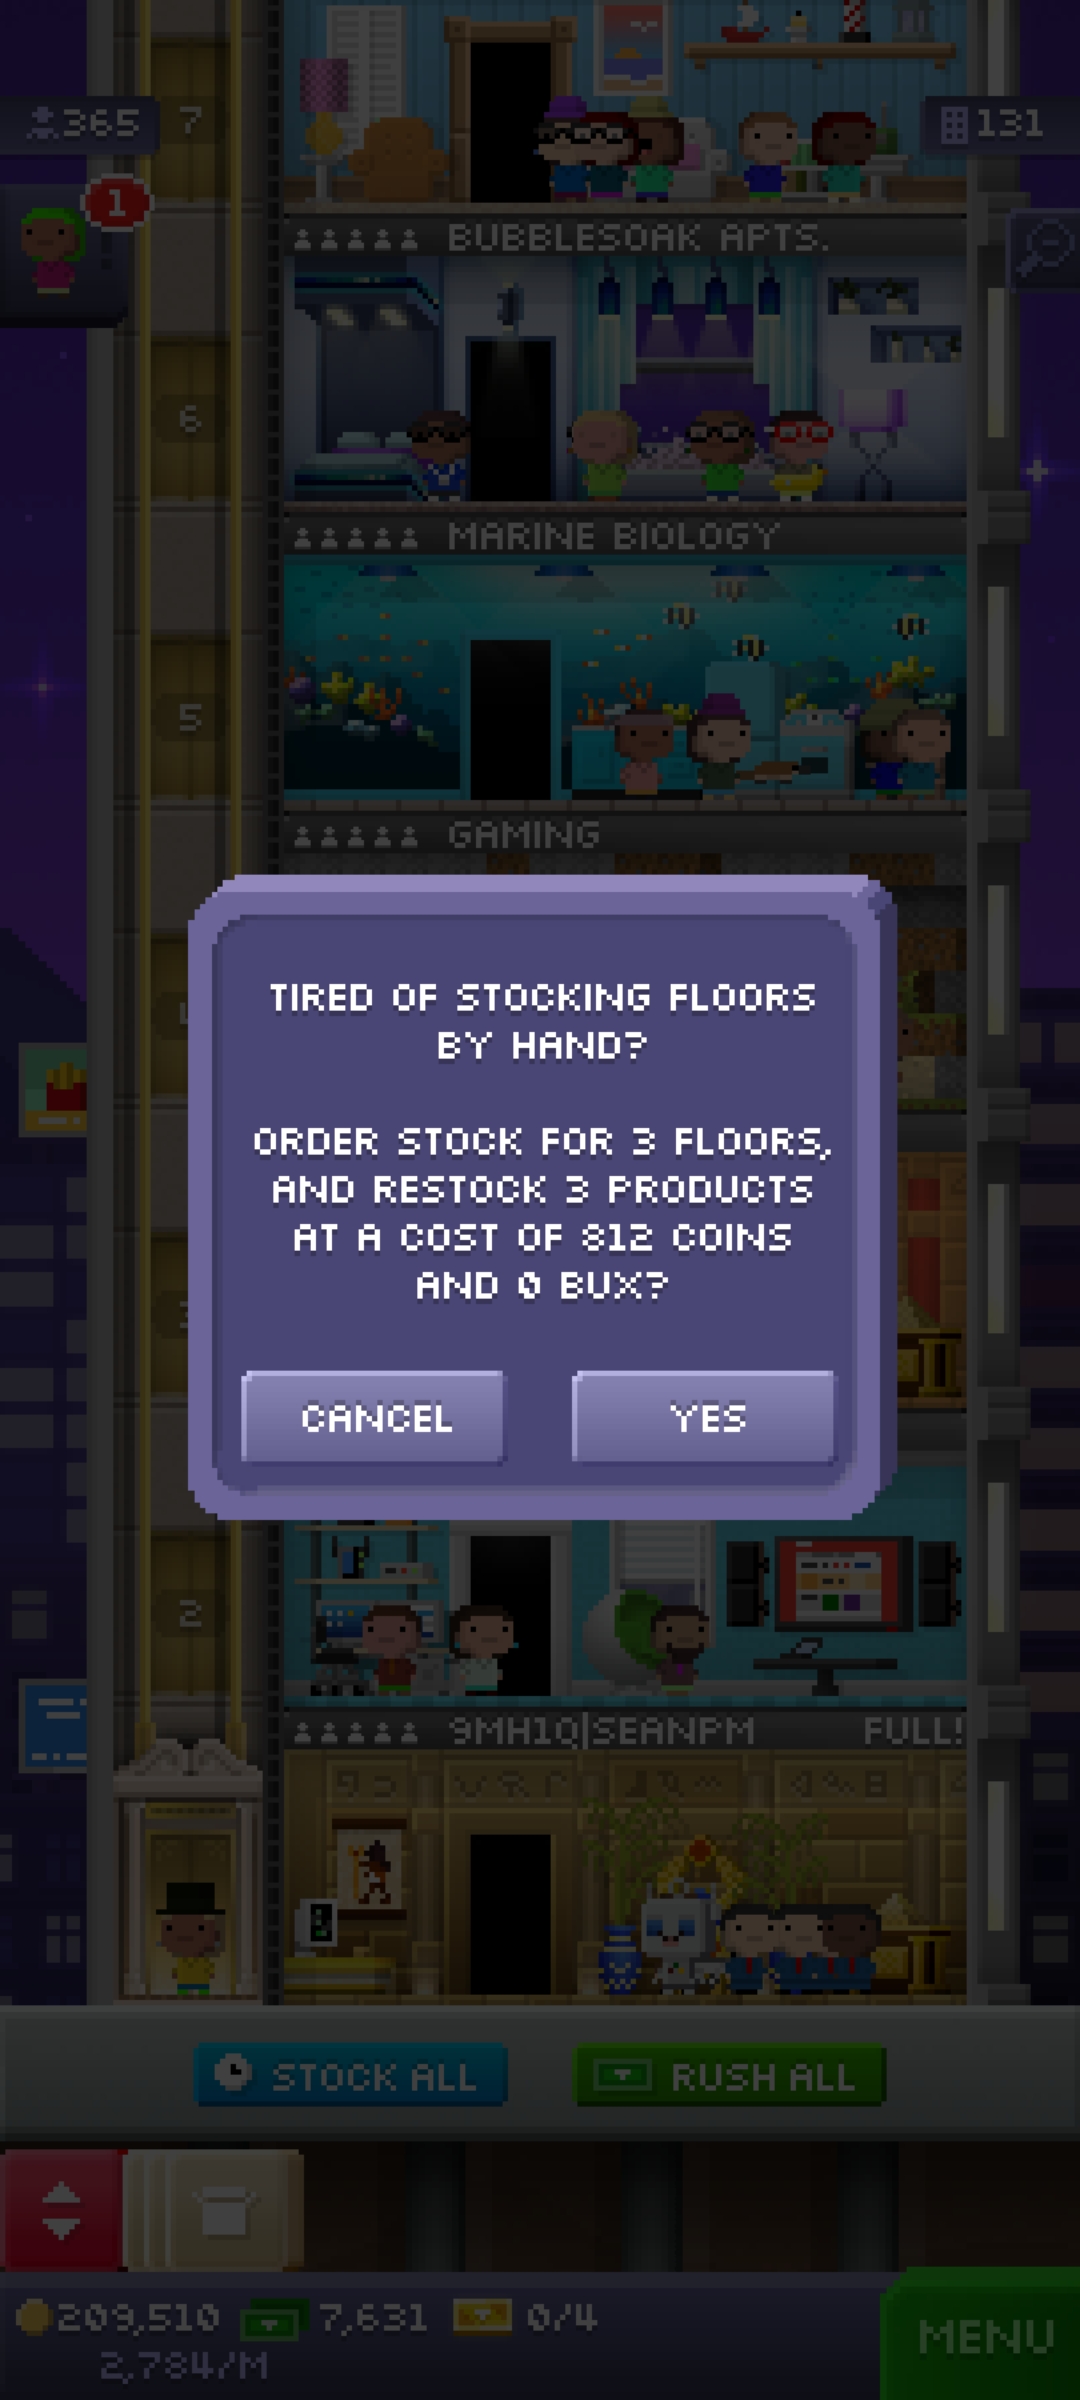 365
7
131
1
BUBBLESOAK APTS.
6
MARINE BIOLOGY
5
GAMING
TIRED OF STOCKING FLOORS
BY HAND?
ORDER STOCK FOR 3 FLOORS,
AND RESTOCK 3 PRODUCTS
AT A COST OF 812 COINS
AND 0 BUX?
CANCEL
YES
2
9MH1Q|SEANPM
FULL!
STOCK ALL
RUSH ALL
209,510
7,631
0/4
MENU
2,784/M